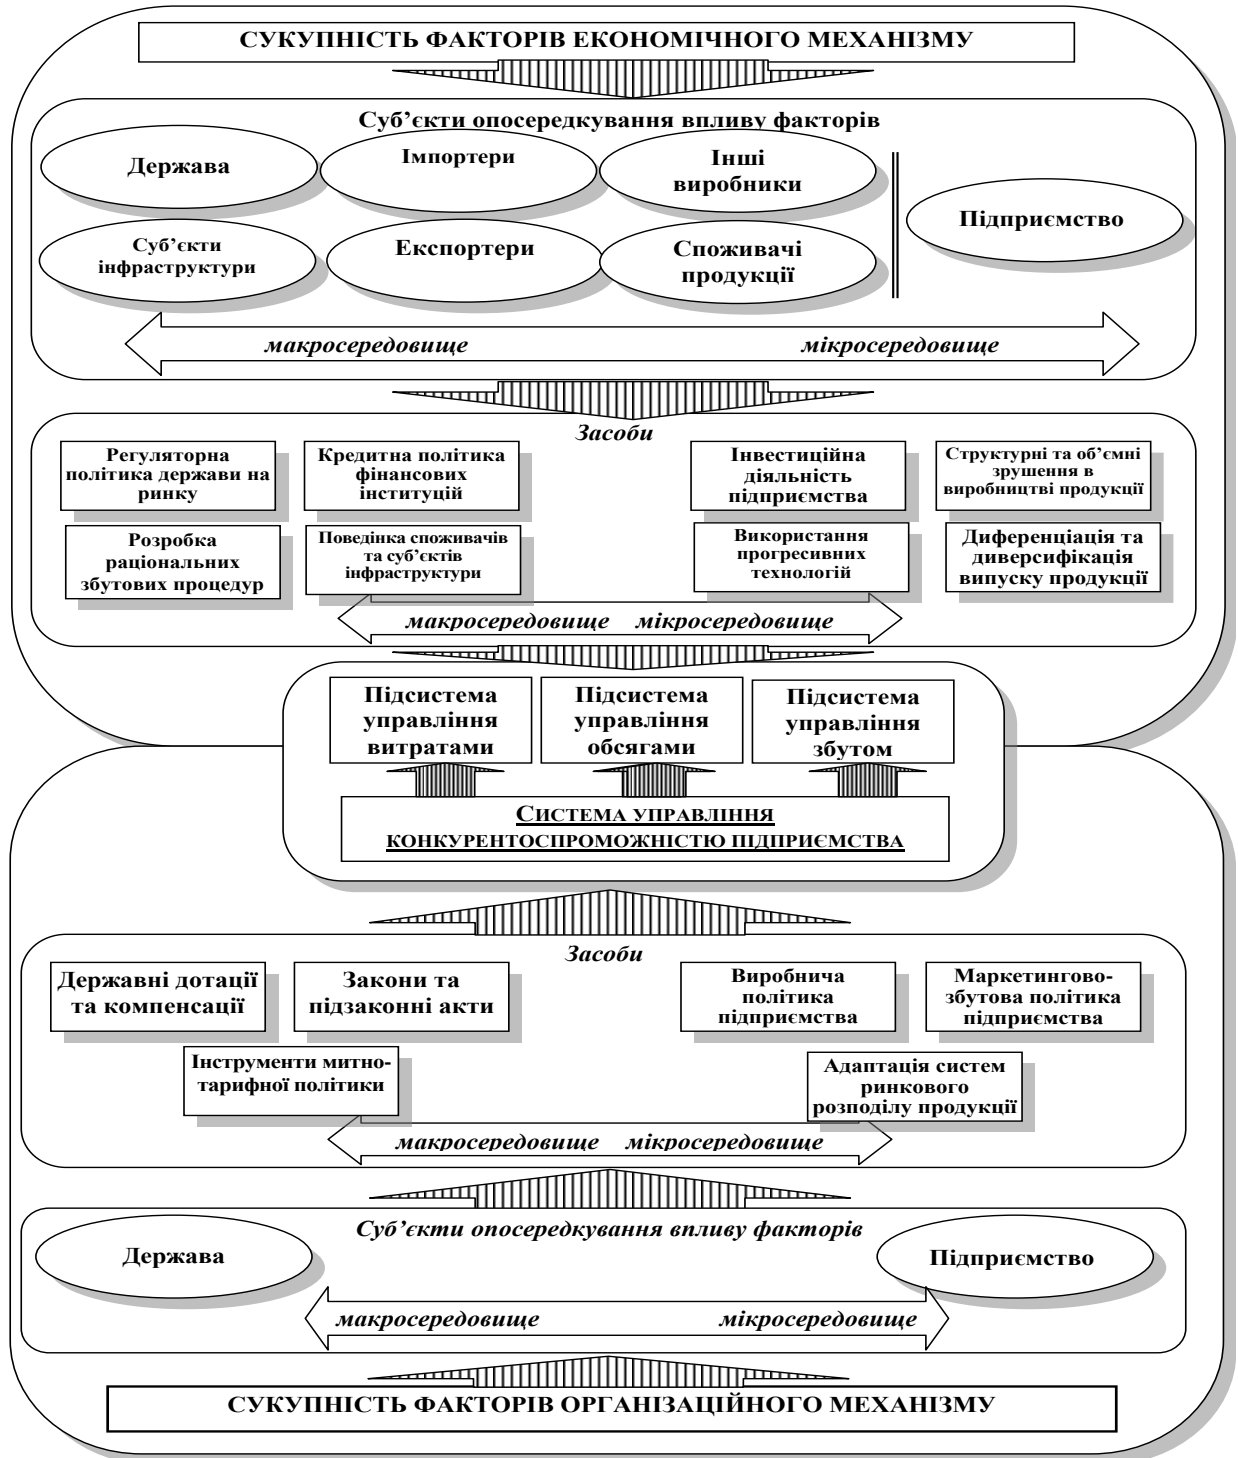 СУКУПНІСТЬ ФАКТОРІВ ЕКОНОМІЧНОГО МЕХАНІЗМУ
Суб’єкти опосередкування впливу факторів
Держава
Імпортери
Інші
виробники
Підприємство
Суб’єкти
інфраструктури
Експортери
Споживачі
продукції
макросередовище
мікросередовище
Засоби
Регуляторна
політика держави на
ринку
Кредитна політика
фінансових
інституцій
Інвестиційна
діяльність
підприємства
Структурні та об’ємні
зрушення в
виробництві продукції
Розробка
раціональних
збутових процедур
Поведінка споживачів
та суб’єктів
інфраструктури
Використання
прогресивних
технологій
Диференціація та
диверсифікація
випуску продукції
макросередовище мікросередовище
Підсистема
управління
витратами
Підсистема
управління
обсягами
Підсистема
управління
збутом
СИСТЕМА УПРАВЛІННЯ
КОНКУРЕНТОСПРОМОЖНІСТЮ ПІДПРИЄМСТВА
Засоби
Державні дотації
та компенсації
Закони та
підзаконні акти
Виробнича
політика
підприємства
Маркетингово-
збутова політика
підприємства
Інструменти митно-
тарифної політики
Адаптація систем
ринкового
розподілу продукції
макросередовище мікросередовище
Суб’єкти опосередкування впливу факторів
Держава
Підприємство
макросередовище
мікросередовище
СУКУПНІСТЬ ФАКТОРІВ ОРГАНІЗАЦІЙНОГО МЕХАНІЗМУ